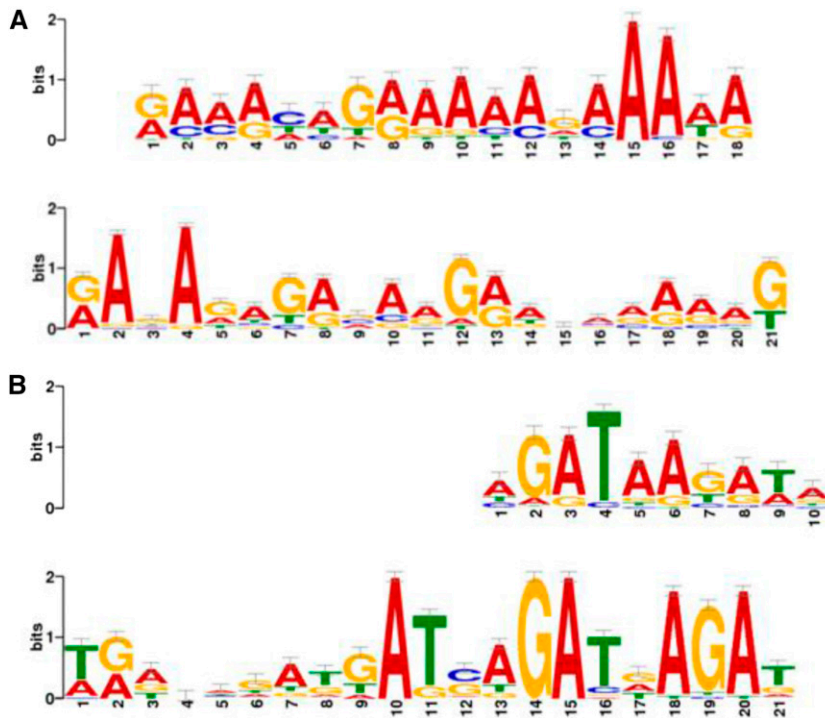 A
2
1
0
bits
G A A A C A G A A A A A G A A A A A
A C C G T T T G G G C C A C T G
1 2 3 4 5 6 7 8 9 10 11 12 13 14 15 16 17 18
2
1
0
bits
G A A G A G A A A G A A A A A A G
A T G C G G G T
1 2 3 4 5 6 7 8 9 10 11 12 13 14 15 16 17 18 19 20 21
B
2
1
0
bits
A G A T A A G A T A
T A G C G T G A
1 2 3 4 5 6 7 8 9 10
2
1
0
bits
T G A A T G A T C A G A T G A G A T
A A G T G G T C A G
1 2 3 4 5 6 7 8 9 10 11 12 13 14 15 16 17 18 19 20 21